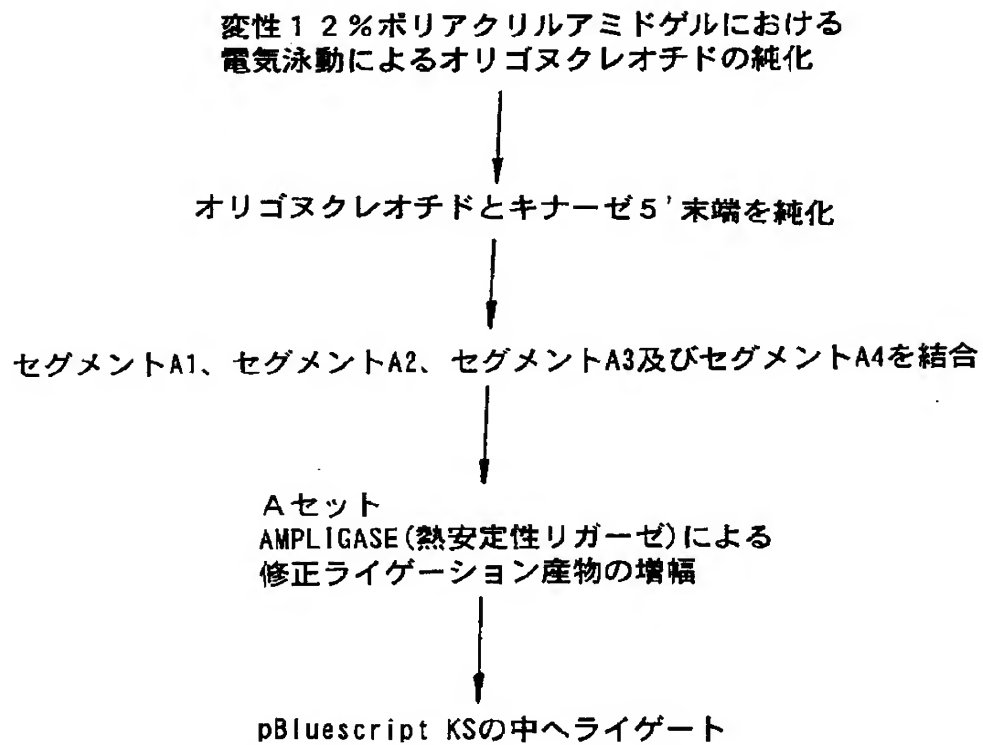 変性12%ポリアクリルアミドゲルにおける
電気泳動によるオリゴヌクレオチドの純化
オリゴヌクレオチドとキナーゼ5'末端を純化
セグメントA1、セグメントA2、セグメントA3及びセグメントA4を結合
Aセット
AMPLIGASE(熱安定性リガーゼ)による
修正ライゲーション産物の増幅
pBluescript KSの中へライゲート